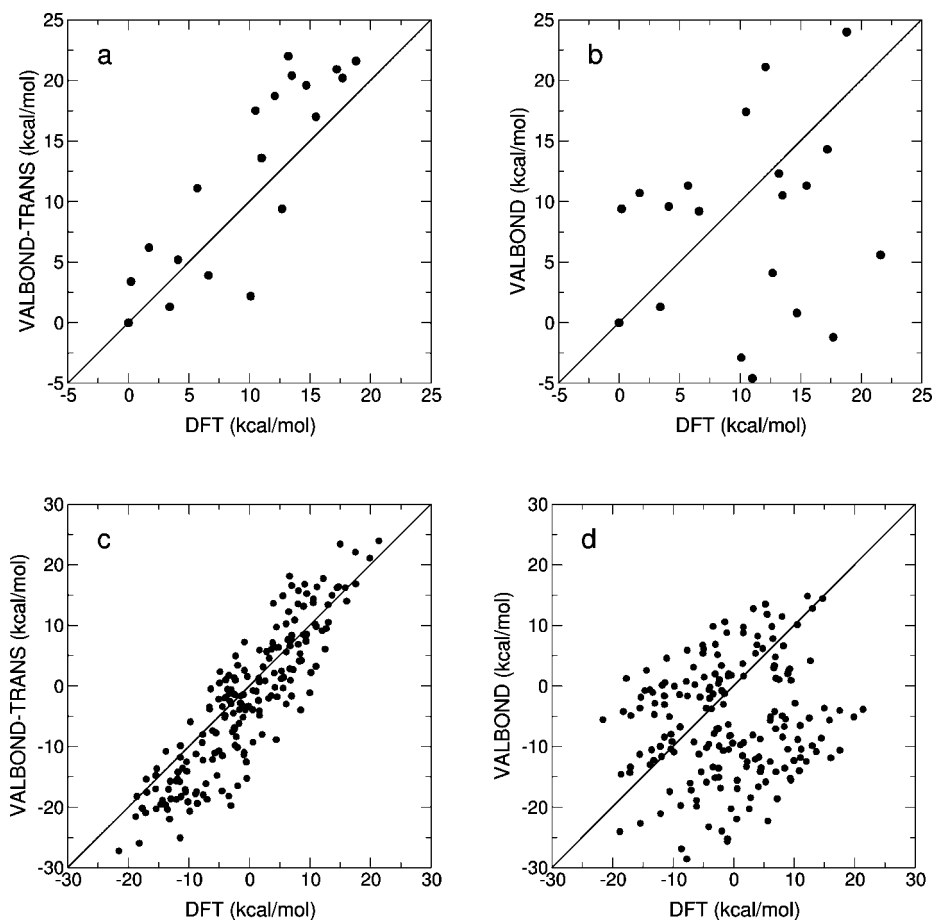 a
25
20
15
10
5
0
-5
VALBOND-TRANS (kcal/mol)
-5 0 5 10 15 20 25
DFT (kcal/mol)
b
25
20
15
10
5
0
-5
VALBOND (kcal/mol)
-5 0 5 10 15 20 25
DFT (kcal/mol)
c
30
20
10
0
-10
-20
-30
VALBOND-TRANS (kcal/mol)
-30 -20 -10 0 10 20 30
DFT (kcal/mol)
d
30
20
10
0
-10
-20
-30
VALBOND (kcal/mol)
-30 -20 -10 0 10 20 30
DFT (kcal/mol)